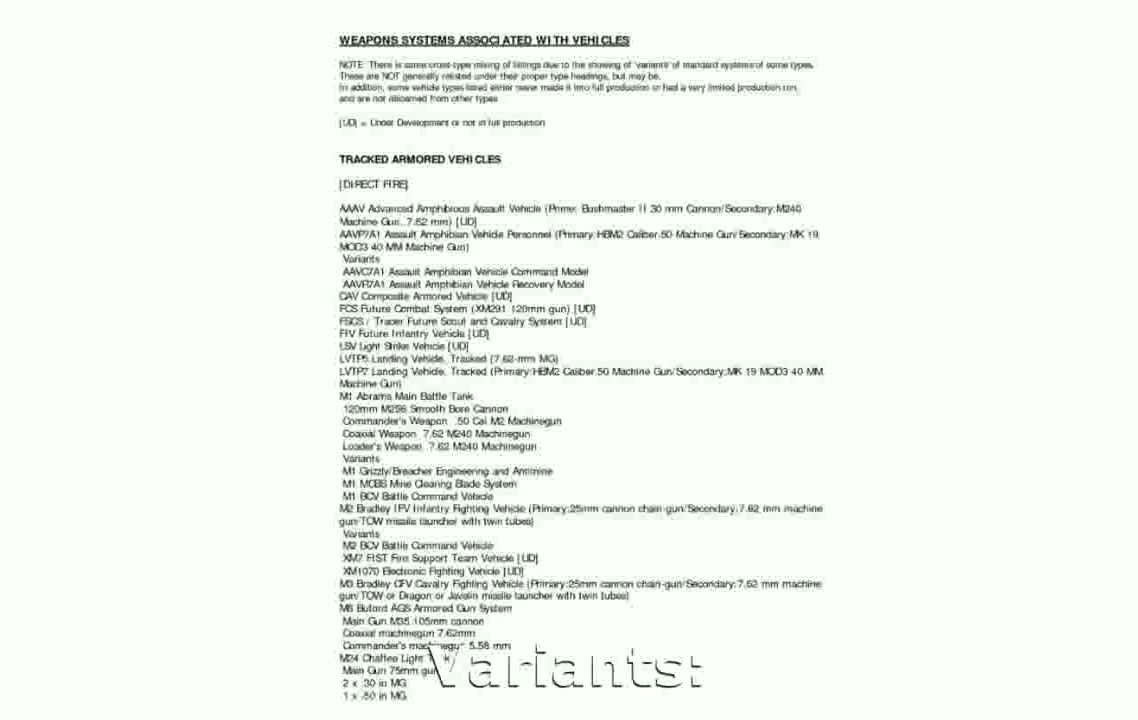 WEAPONS SYSTEMS ASSOCIATED WITH VEHICLES
NOTE: There is some cross-type mixing of listings due to the showing of 'variants' of standard systems of some types.
These are NOT generally relisted under their proper type headings, but may be.
In addition, some vehicle types listed either never made it into full production or had a very limited production run,
and are not discerned from other types
[UD] = Under Development or not in full production
TRACKED ARMORED VEHICLES
[DIRECT FIRE]
AAAV Advanced Amphibious Assault Vehicle (Prime: Bushmaster II 30 mm Cannon/Secondary:M240
Machine Gun, 7.62 mm) [UD]
AAVP7A1 Assault Amphibian Vehicle Personnel (Primary:HBM2 Caliber.50 Machine Gun/Secondary:MK 19
MOD3 40 MM Machine Gun)
Variants
AAVC7A1 Assault Amphibian Vehicle Command Model
AAVR7A1 Assault Amphibian Vehicle Recovery Model
CAV Composite Armored Vehicle [UD]
FCS Future Combat System (XM291 120mm gun) [UD]
FSCS / Tracer Future Scout and Cavalry System [UD]
FIV Future Infantry Vehicle [UD]
LSV Light Strike Vehicle [UD]
LVTP5 Landing Vehicle, Tracked (7.62-mm MG)
LVTP7 Landing Vehicle, Tracked (Primary:HBM2 Caliber.50 Machine Gun/Secondary:MK 19 MOD3 40 MM
Machine Gun)
M1 Abrams Main Battle Tank
120mm M256 Smooth Bore Cannon
Commander's Weapon .50 Cal M2 Machinegun
Coaxial Weapon 7.62 M240 Machinegun
Loader's Weapon 7.62 M240 Machinegun
Variants
M1 Grizzly/Breacher Engineering and Antimine
M1 MCBS Mine Clearing Blade System
M1 BCV Battle Command Vehicle
M2 Bradley IFV Infantry Fighting Vehicle (Primary:25mm cannon chain-gun/Secondary:7.62 mm machine
gun/TOW missile launcher with twin tubes)
Variants
M2 BCV Battle Command Vehicle
XM7 FIST Fire Support Team Vehicle [UD]
XM1070 Electronic Fighting Vehicle [UD]
M3 Bradley CFV Cavalry Fighting Vehicle (Primary:25mm cannon chain-gun/Secondary:7.62 mm machine
gun/TOW or Dragon or Javelin missile launcher with twin tubes)
M8 Buford AGS Armored Gun System
Main Gun M35 105mm cannon
Coaxial machinegun 7.62mm
Commander's machinegun 5.56 mm
M24 Chaffee Light
Main Gun 75mm gun
2 x .30 in MG
1 x .50 in MG
Variants: